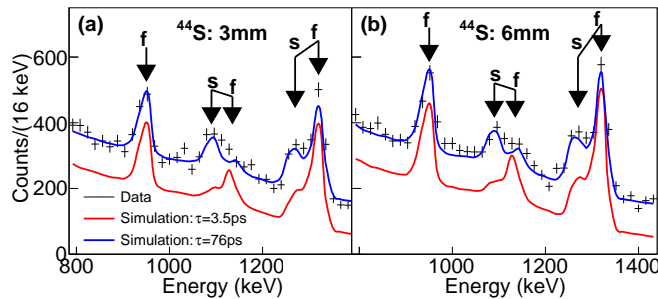 (a) ⁴⁴S: 3mm
(b) ⁴⁴S: 6mm
f s f s f
f s f s f
Counts/(16 keV)
600
400
200
0
Data
Simulation: τ=3.5ps
Simulation: τ=76ps
800 1000 1200
1000 1200 1400
Energy (keV)
Energy (keV)